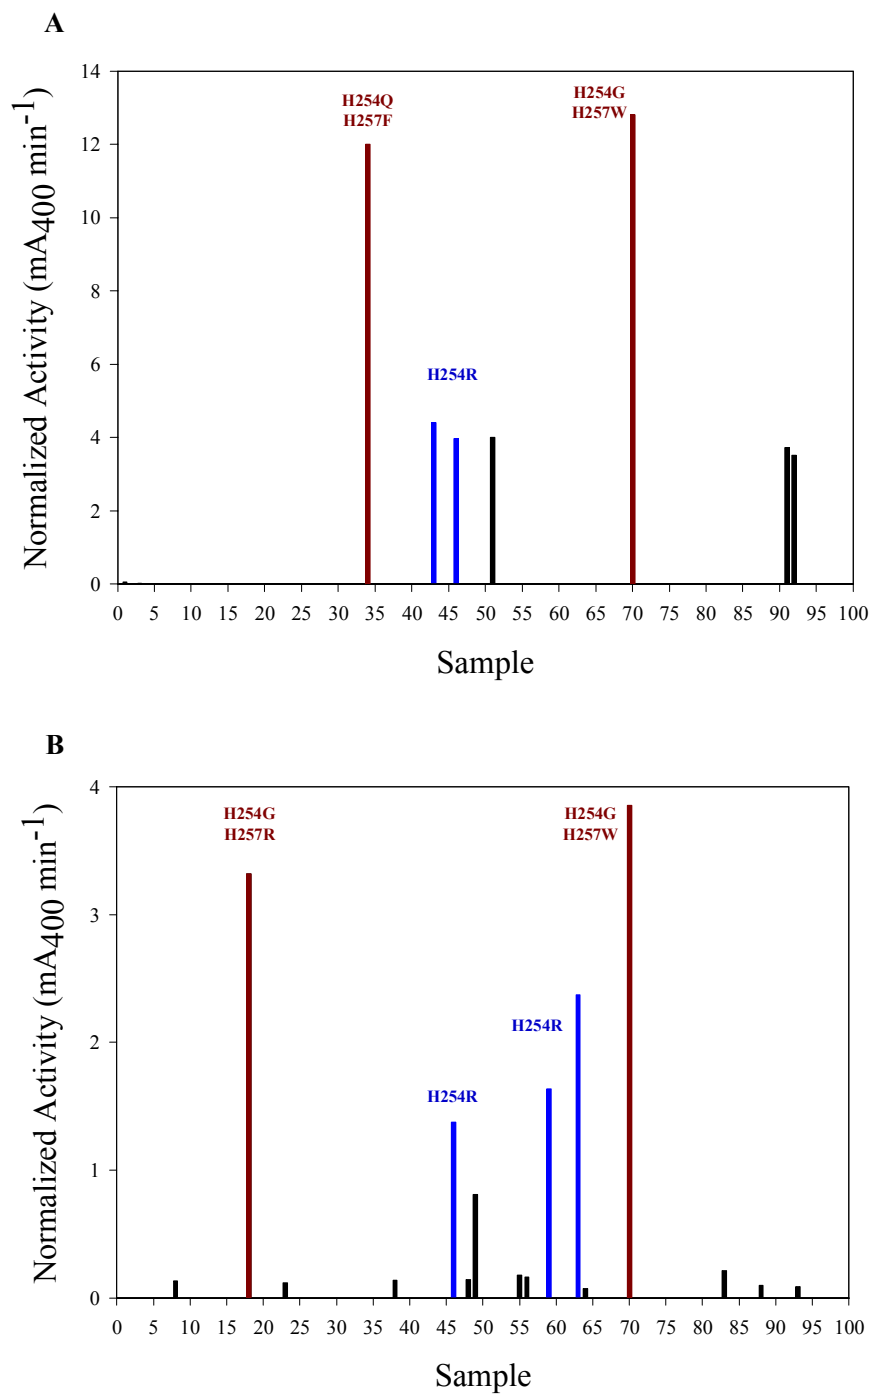 A
Normalized Activity (mA400 min-1)
14
12
10
8
6
4
2
0
H254Q
H257F
H254R
H254G
H257W
0 5 10 15 20 25 30 35 40 45 50 55 60 65 70 75 80 85 90 95 100
Sample
B
Normalized Activity (mA400 min-1)
4
3
2
1
0
H254G
H257R
H254R
H254R
H254G
H257W
0 5 10 15 20 25 30 35 40 45 50 55 60 65 70 75 80 85 90 95 100
Sample